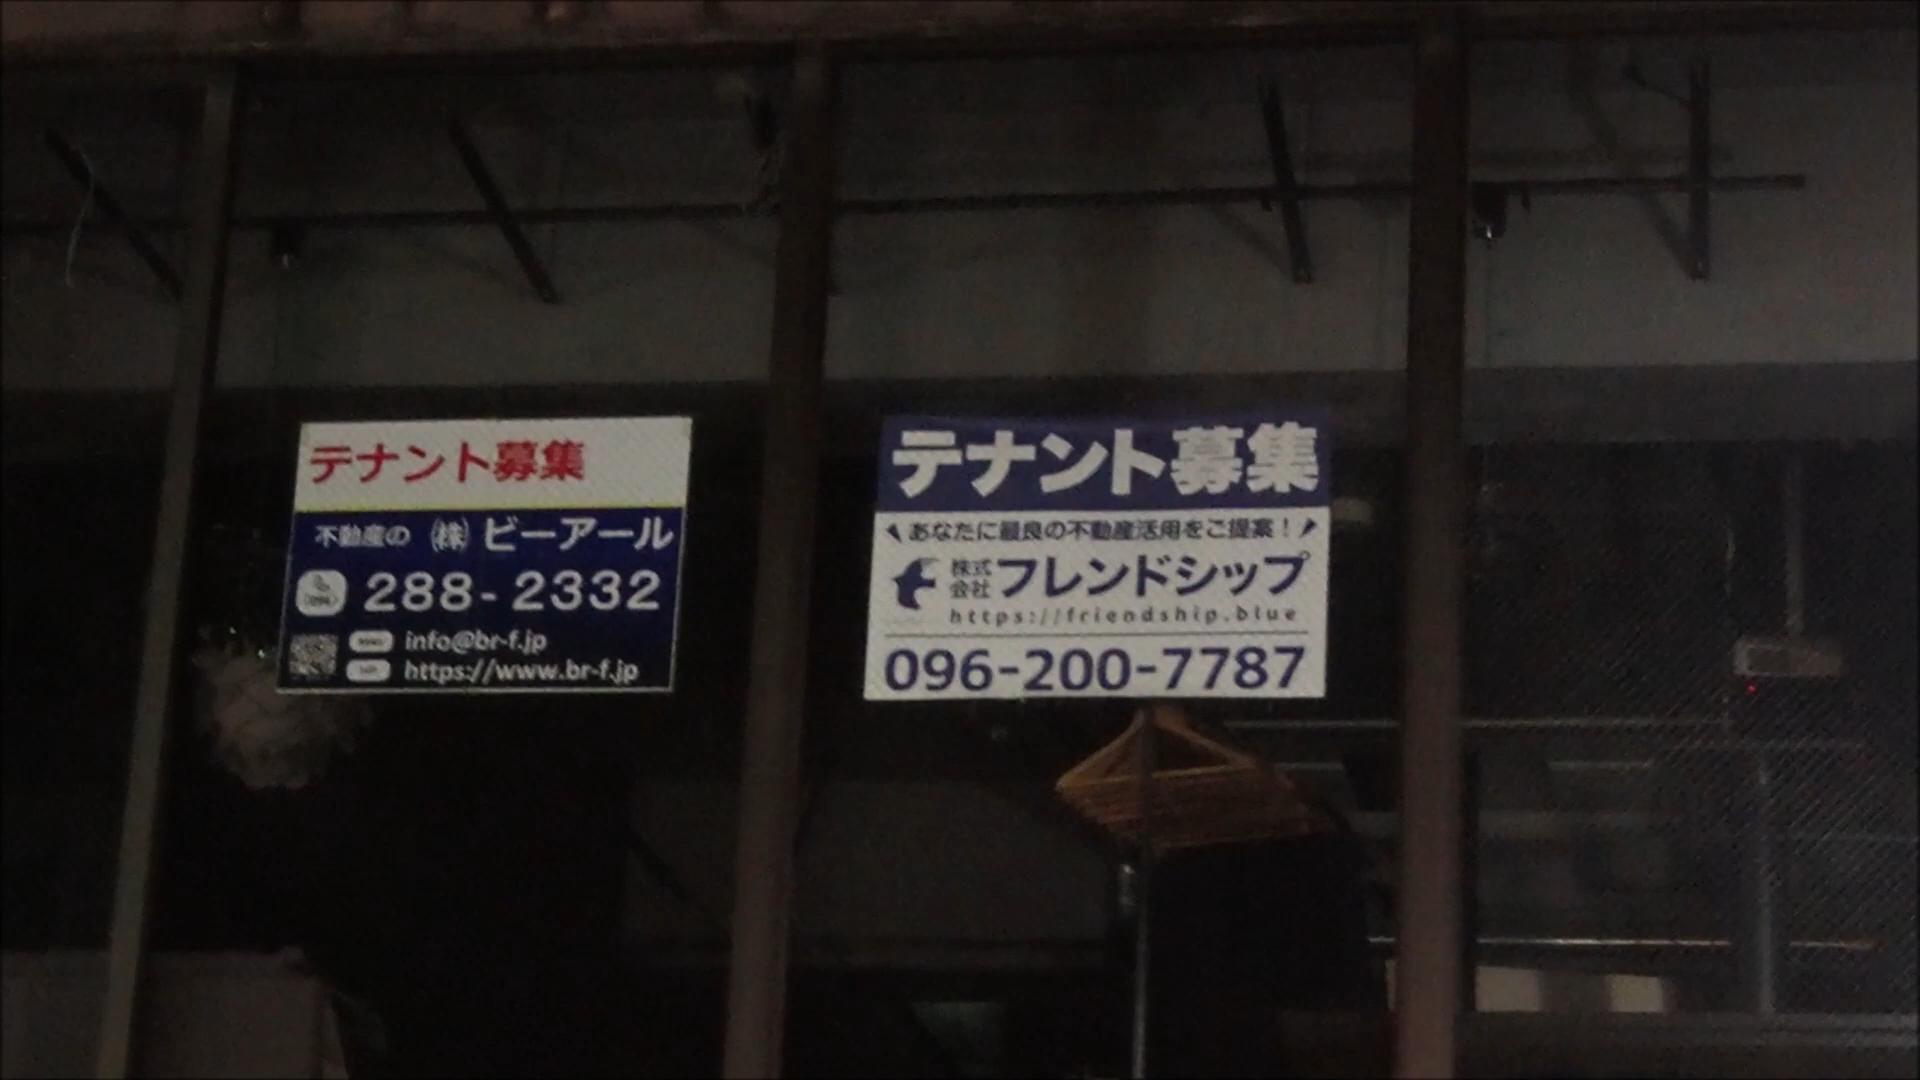 テナント募集
不動産の ㈱ ビーアール
288-2332
info@br-f.jp
https://www.br-f.jp
テナント募集
あなたに最良の不動産活用をご提案！
株式会社フレンドシップ
https://friendship.blue
096-200-7787